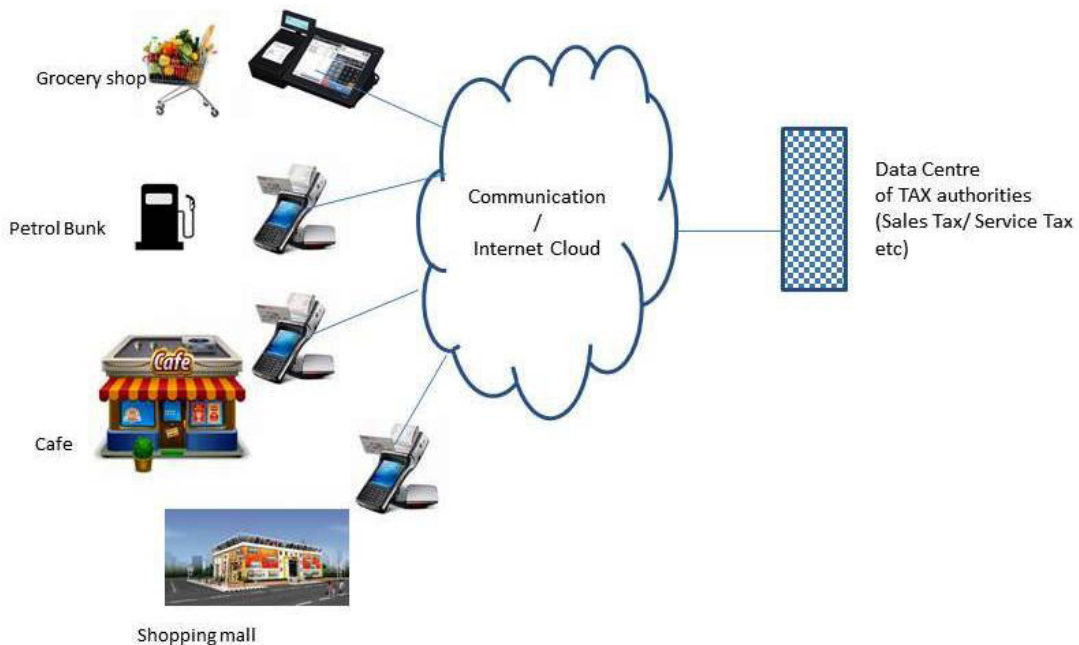 Grocery shop
Petrol Bunk
Cafe
Cafe
Shopping mall
Communication
/
Internet Cloud
Data Centre
of TAX authorities
(Sales Tax/ Service Tax
etc)